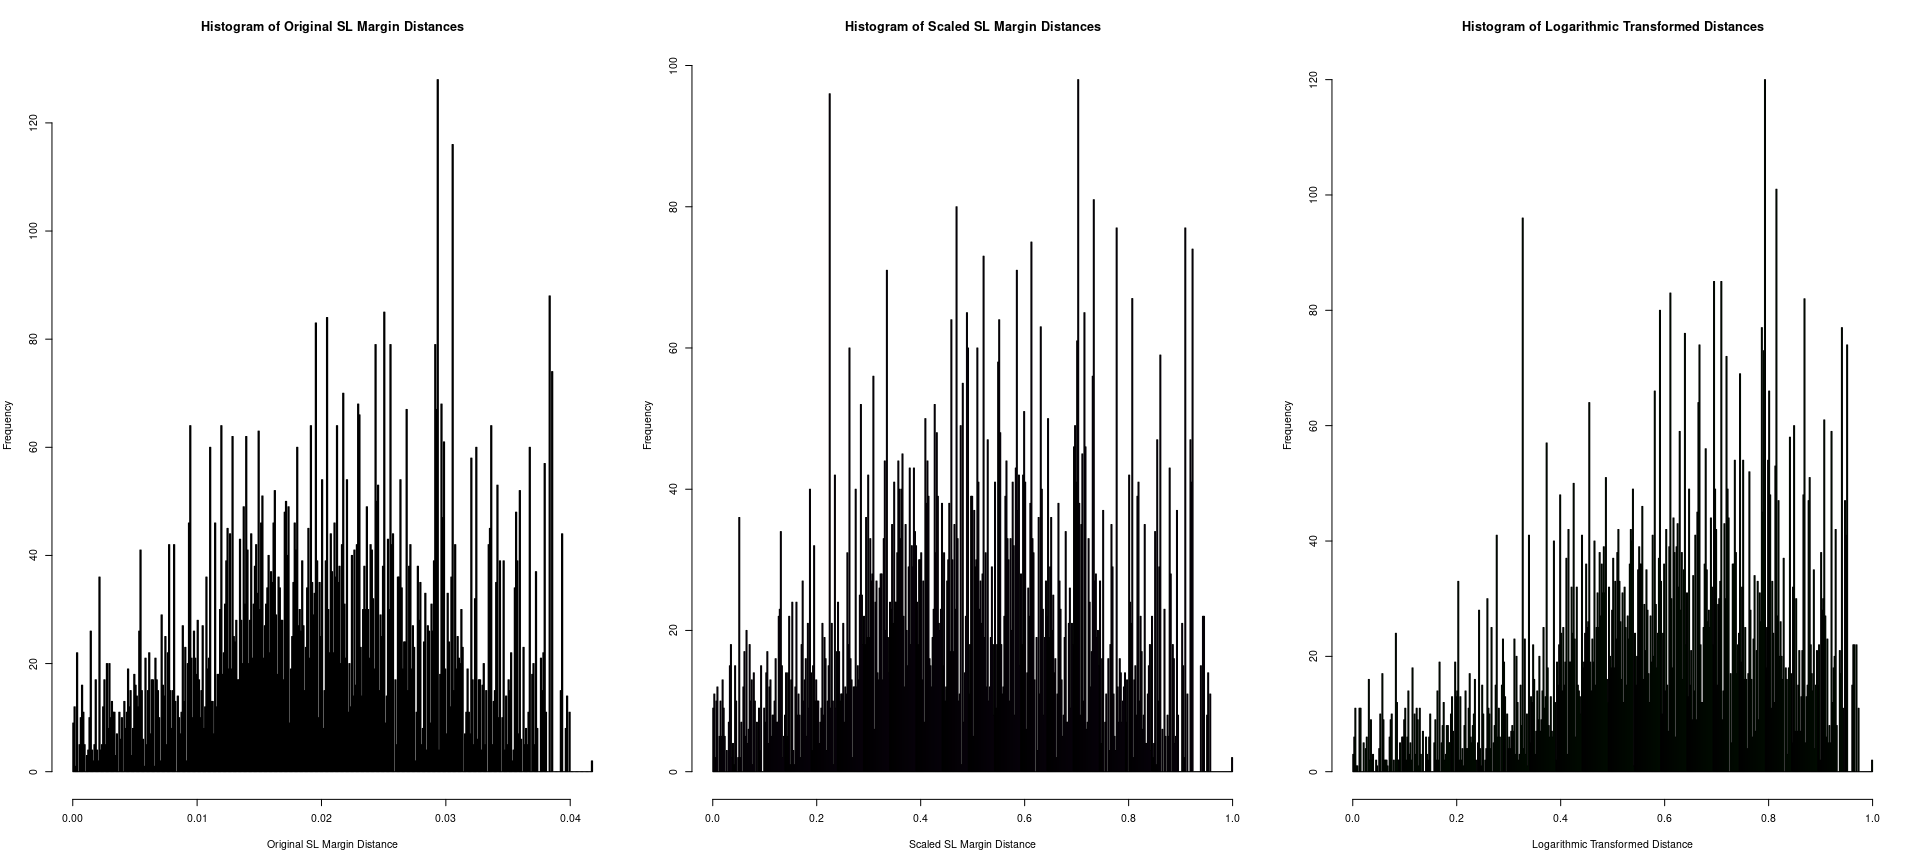 Histogram of Original SL Margin Distances
Frequency
0 20 40 60 80 100 120
0.00 0.01 0.02 0.03 0.04
Original SL Margin Distance
Histogram of Scaled SL Margin Distances
Frequency
0 20 40 60 80 100
0.0 0.2 0.4 0.6 0.8 1.0
Scaled SL Margin Distance
Histogram of Logarithmic Transformed Distances
Frequency
0 20 40 60 80 100 120
0.0 0.2 0.4 0.6 0.8 1.0
Logarithmic Transformed Distance